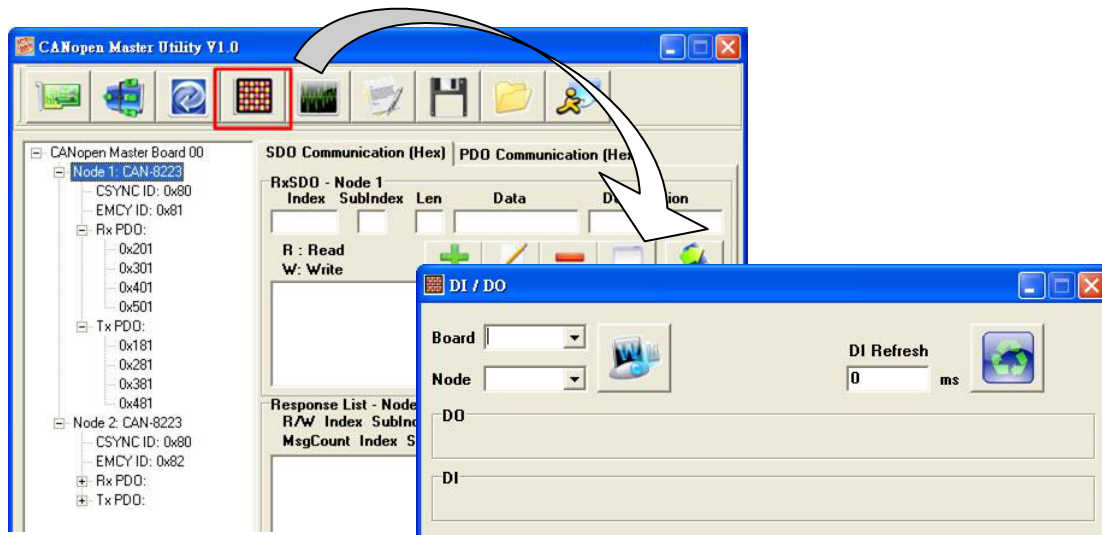 CANopen Master Utility V1.0
CANopen Master Board 00
Node 1: CAN-8223
CSYNC ID: 0x80
EMCY ID: 0x81
Rx PDO:
0x201
0x301
0x401
0x501
Tx PDO:
0x181
0x281
0x381
0x481
Node 2: CAN-8223
CSYNC ID: 0x80
EMCY ID: 0x82
Rx PDO:
Tx PDO:
SDO Communication (Hex) PDO Communication
RxSDO - Node 1
Index SubIndex Len Data
R : Read
W: Write
Response List - Node
R/W Index
MsgCount Index
DI / DO
Board
Node
DI Refresh
0 ms
DO
DI